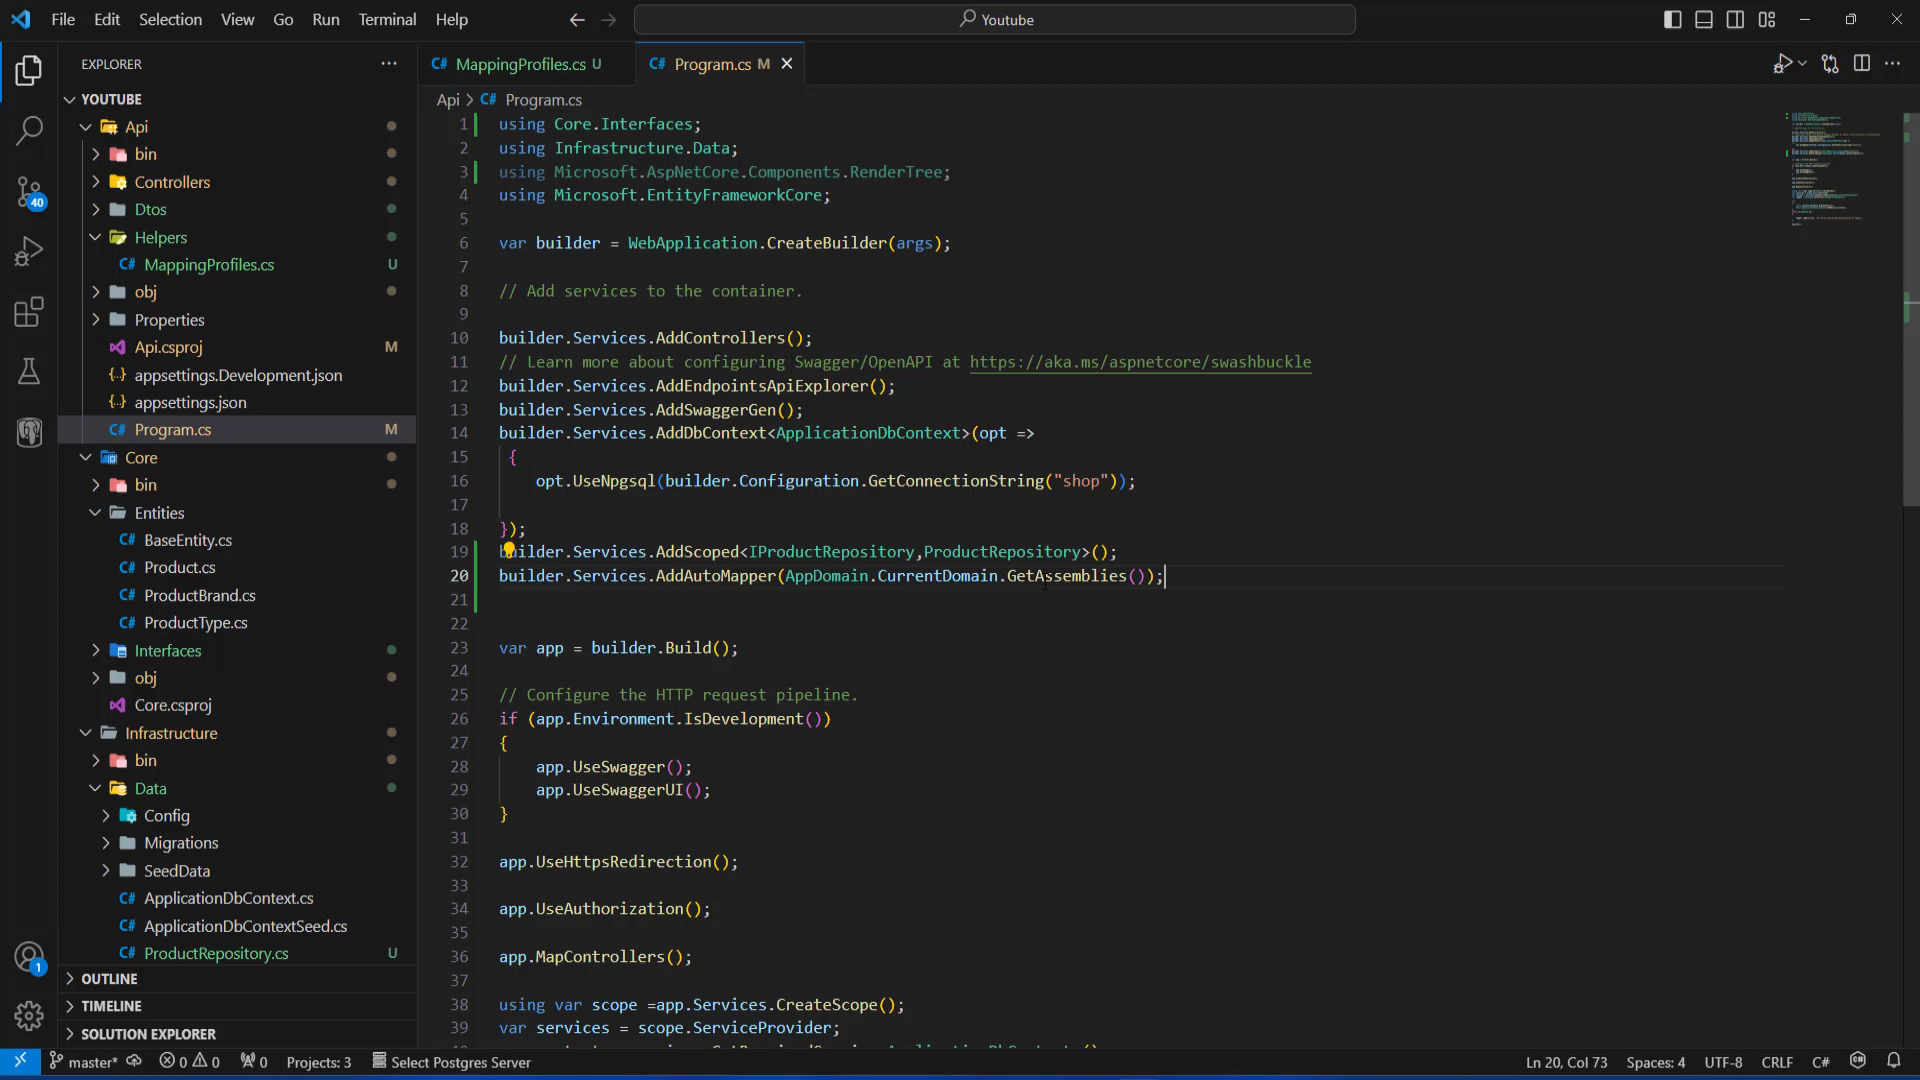 File Edit Selection View Go Run Terminal Help
Youtube
EXPLORER
YOUTUBE
Api
bin
Controllers
Dtos
Helpers
C# MappingProfiles.cs U
obj
Properties
Api.csproj M
{..} appsettings.Development.json
{..} appsettings.json
C# Program.cs M
Core
bin
Entities
C# BaseEntity.cs
C# Product.cs
C# ProductBrand.cs
C# ProductType.cs
Interfaces
obj
Core.csproj
Infrastructure
bin
Data
Config
Migrations
SeedData
C# ApplicationDbContext.cs
C# ApplicationDbContextSeed.cs
C# ProductRepository.cs U
OUTLINE
TIMELINE
SOLUTION EXPLORER
40
1
C# MappingProfiles.cs U
C# Program.cs M
Api > C# Program.cs
1 using Core.Interfaces;
2 using Infrastructure.Data;
3 using Microsoft.AspNetCore.Components.RenderTree;
4 using Microsoft.EntityFrameworkCore;
5
6 var builder = WebApplication.CreateBuilder(args);
7
8 // Add services to the container.
9
10 builder.Services.AddControllers();
11 // Learn more about configuring Swagger/OpenAPI at https://aka.ms/aspnetcore/swashbuckle
12 builder.Services.AddEndpointsApiExplorer();
13 builder.Services.AddSwaggerGen();
14 builder.Services.AddDbContext<ApplicationDbContext>(opt =>
15 {
16 opt.UseNpgsql(builder.Configuration.GetConnectionString("shop"));
17
18 });
19 builder.Services.AddScoped<IProductRepository,ProductRepository>();
20 builder.Services.AddAutoMapper(AppDomain.CurrentDomain.GetAssemblies());
21
22
23 var app = builder.Build();
24
25 // Configure the HTTP request pipeline.
26 if (app.Environment.IsDevelopment())
27 {
28 app.UseSwagger();
29 app.UseSwaggerUI();
30 }
31
32 app.UseHttpsRedirection();
33
34 app.UseAuthorization();
35
36 app.MapControllers();
37
38 using var scope =app.Services.CreateScope();
39 var services = scope.ServiceProvider;
master* 0 0 0 Projects: 3 Select Postgres Server
Ln 20, Col 73 Spaces: 4 UTF-8 CRLF C#